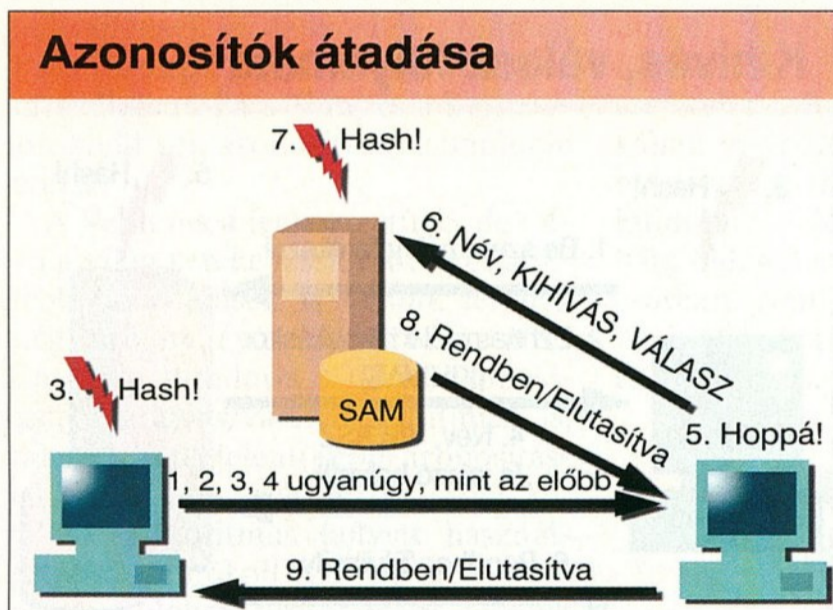 Azonosítók átadása
7. Hash!
6. Név, KIHÍVÁS, VÁLASZ
8. Rendben/Elutasítva
3. Hash!
SAM
5. Hoppá!
1, 2, 3, 4 ugyanúgy, mint az előbb
9. Rendben/Elutasítva